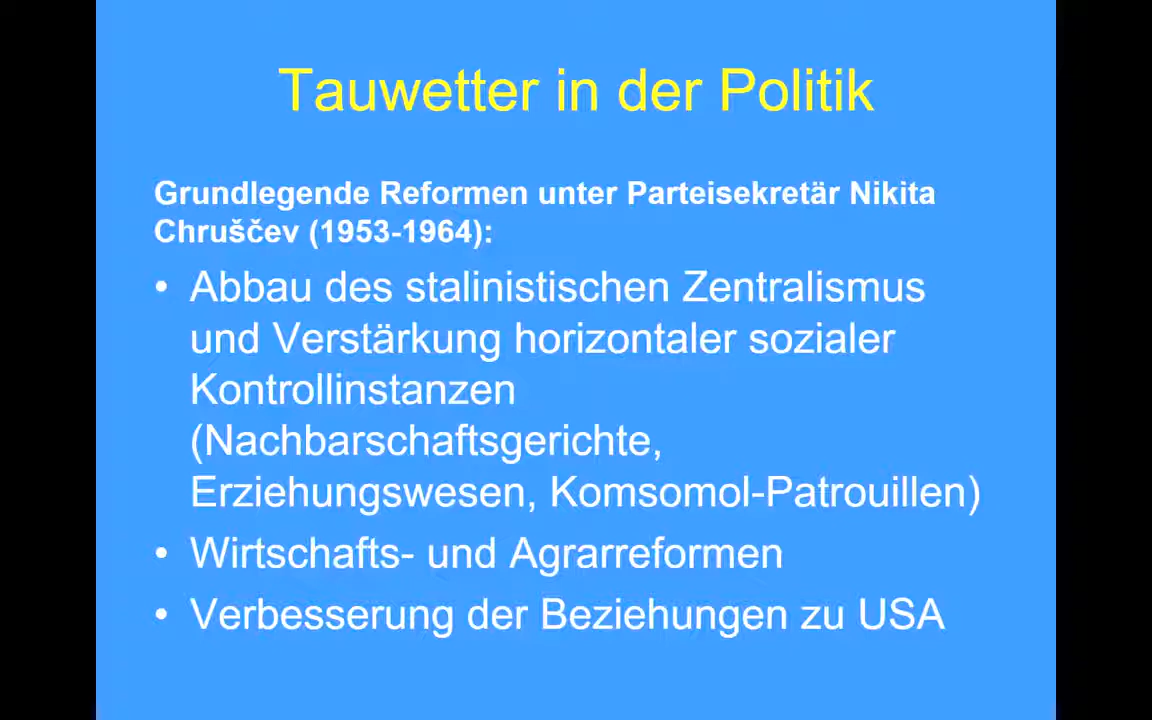 Tauwetter in der Politik
Grundlegende Reformen unter Parteisekretär Nikita
Chruščev (1953-1964):
• Abbau des stalinistischen Zentralismus
und Verstärkung horizontaler sozialer
Kontrollinstanzen
(Nachbarschaftsgerichte,
Erziehungswesen, Komsomol-Patrouillen)
• Wirtschafts- und Agrarreformen
• Verbesserung der Beziehungen zu USA